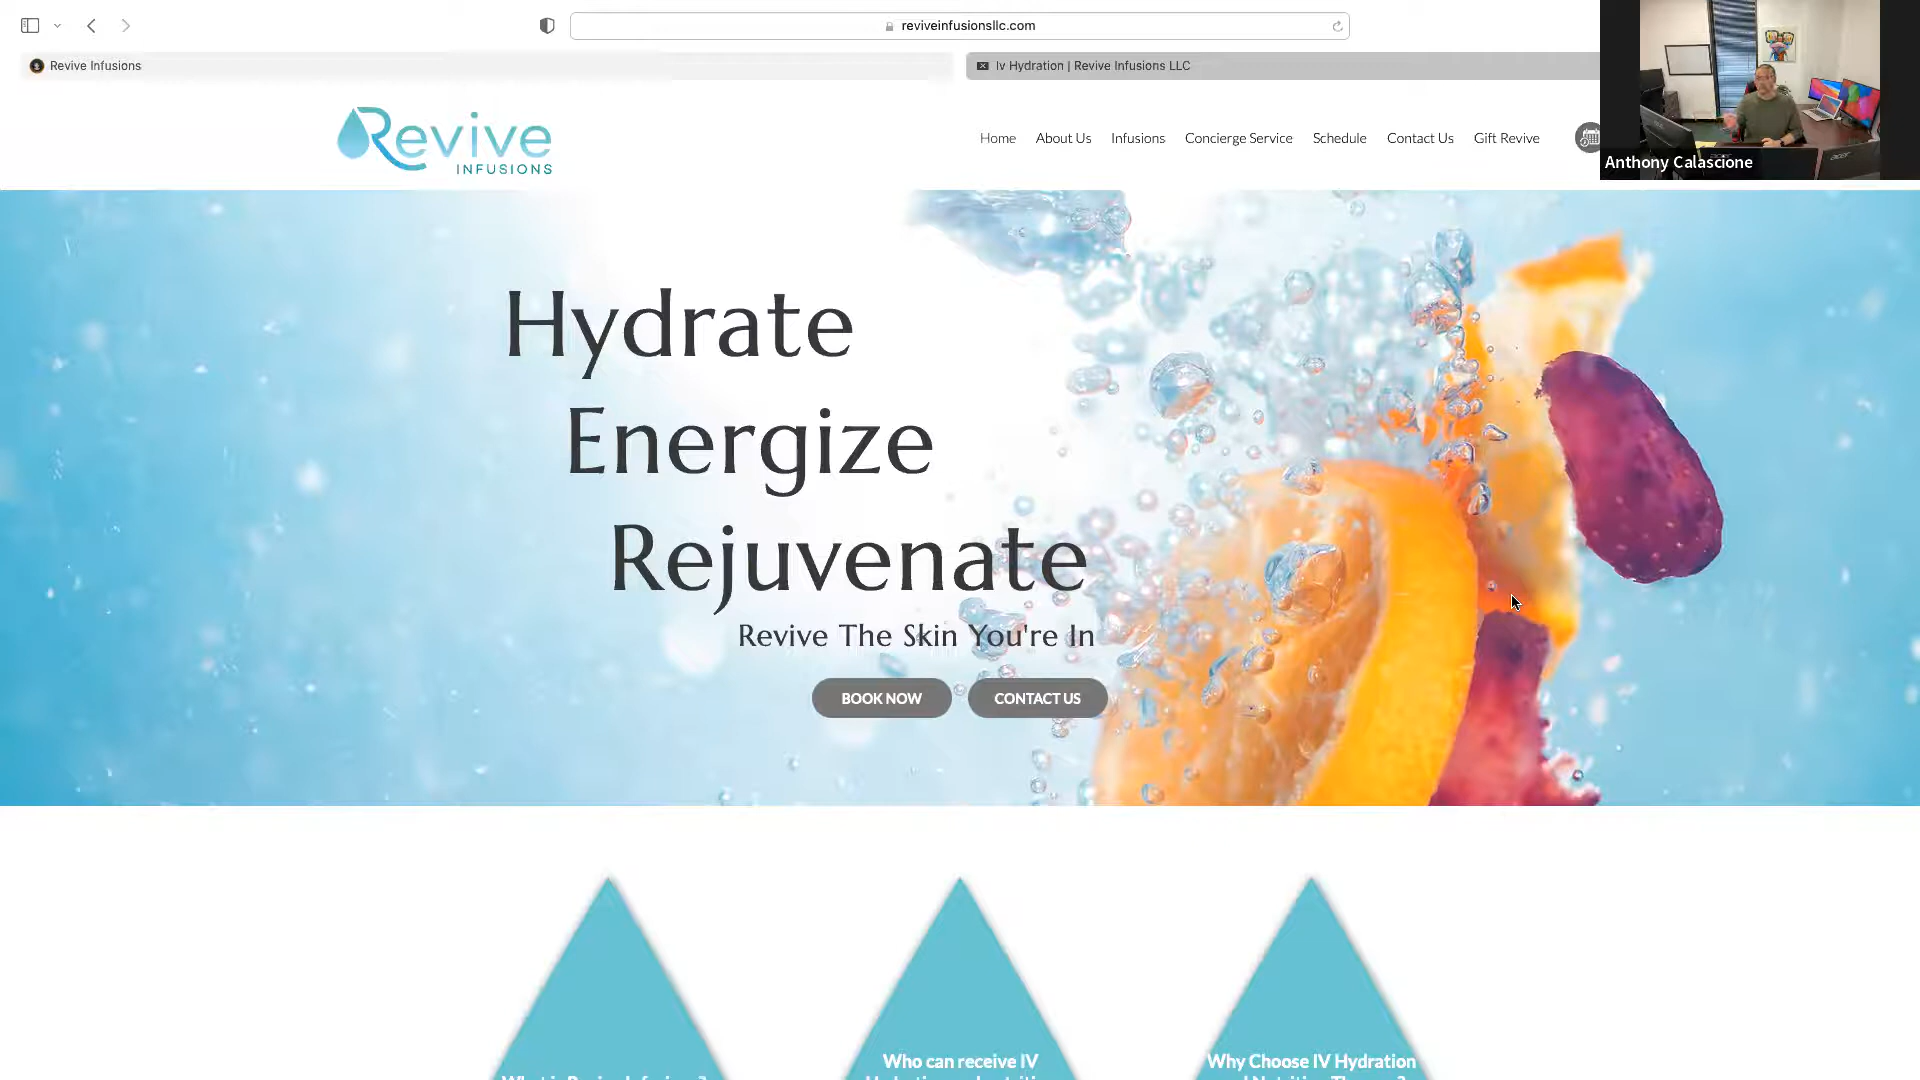 reviveinfusionsllc.com
Revive Infusions
Iv Hydration | Revive Infusions LLC
Revive
INFUSIONS
Home About Us Infusions Concierge Service Schedule Contact Us Gift Revive
Anthony Calascione
Hydrate
Energize
Rejuvenate
Revive The Skin You're In
BOOK NOW CONTACT US
Who can receive IV
Why Choose IV Hydration